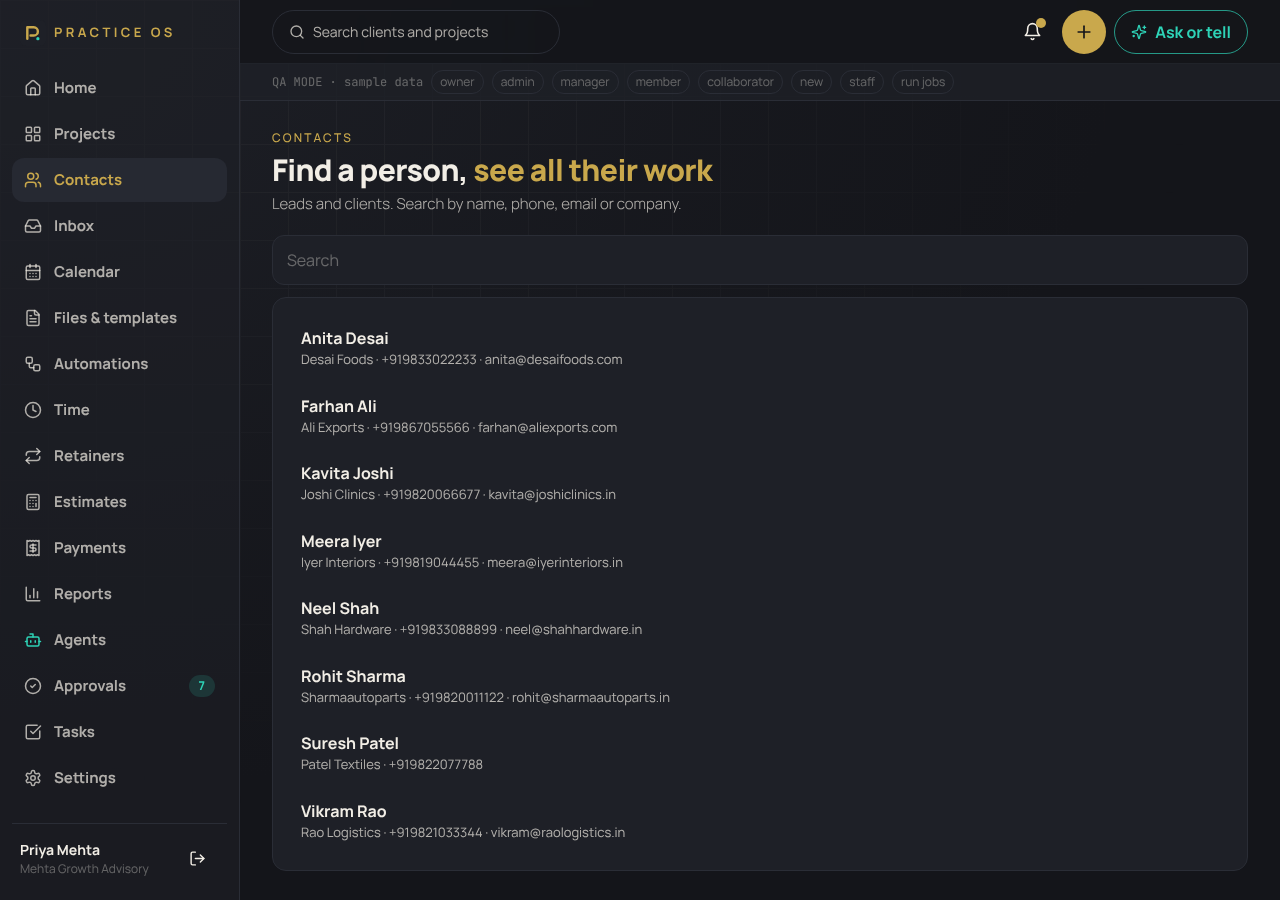 PRACTICE OS
Home
Projects
Contacts
Inbox
Calendar
Files & templates
Automations
Time
Retainers
Estimates
Payments
Reports
Agents
Approvals 7
Tasks
Settings
Priya Mehta
Mehta Growth Advisory
Search clients and projects
Ask or tell
QA MODE · sample data owner admin manager member collaborator new staff run jobs
CONTACTS
Find a person, see all their work
Leads and clients. Search by name, phone, email or company.
Search
Anita Desai
Desai Foods · +919833022233 · anita@desaifoods.com
Farhan Ali
Ali Exports · +919867055566 · farhan@aliexports.com
Kavita Joshi
Joshi Clinics · +919820066677 · kavita@joshiclinics.in
Meera Iyer
Iyer Interiors · +919819044455 · meera@iyerinteriors.in
Neel Shah
Shah Hardware · +919833088899 · neel@shahhardware.in
Rohit Sharma
Sharmaautoparts · +919820011122 · rohit@sharmaautoparts.in
Suresh Patel
Patel Textiles · +919822077788
Vikram Rao
Rao Logistics · +919821033344 · vikram@raologistics.in